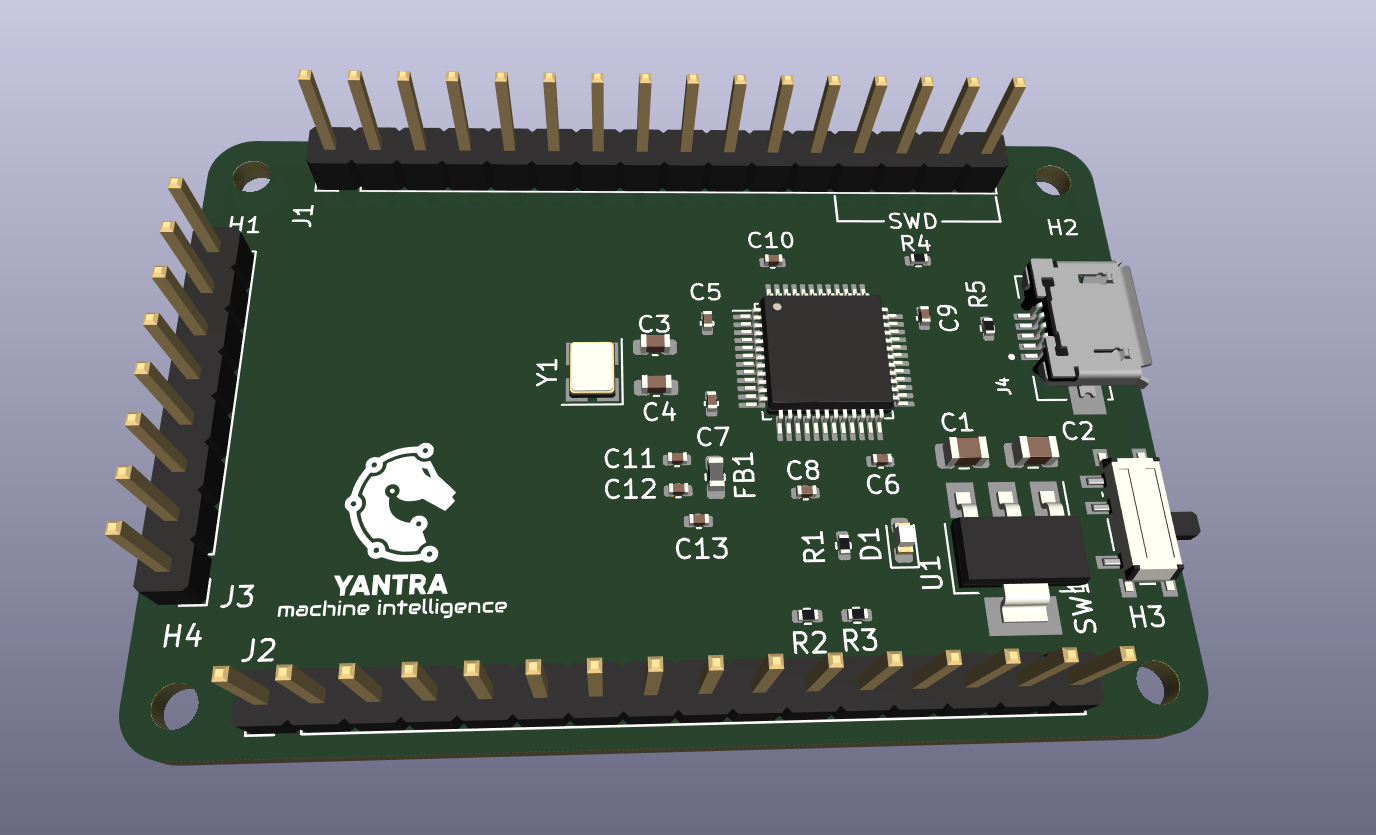 J1
H1
SWD
R4
H2
C10
C5
C3
R5
C9
Y1
C4
J4
C7
C1
C2
C11
FB1
C12
C8
C6
C13
R1
D1
U1
YANTRA
machine intelligence
J3
SW1
H3
H4
R2
R3
J2